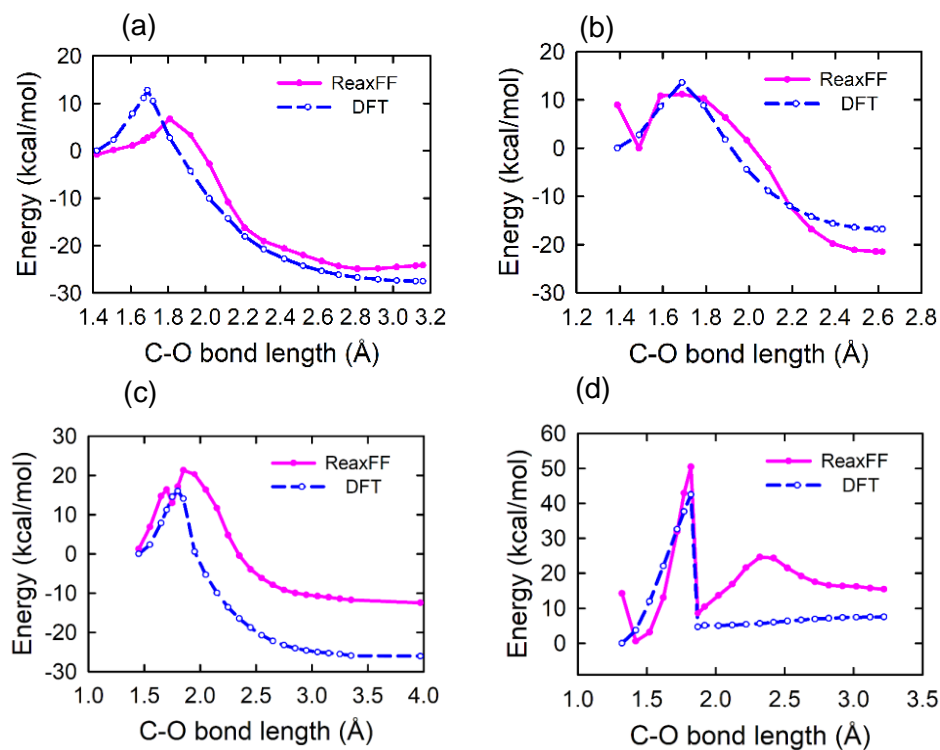 (a)
20
10
0
-10
-20
-30
Energy (kcal/mol)
ReaxFF
DFT
1.4 1.6 1.8 2.0 2.2 2.4 2.6 2.8 3.0 3.2
C-O bond length (Å)
(b)
20
10
0
-10
-20
-30
Energy (kcal/mol)
ReaxFF
DFT
1.2 1.4 1.6 1.8 2.0 2.2 2.4 2.6 2.8
C-O bond length (Å)
(c)
30
20
10
0
-10
-20
-30
Energy (kcal/mol)
ReaxFF
DFT
1.0 1.5 2.0 2.5 3.0 3.5 4.0
C-O bond length (Å)
(d)
60
50
40
30
20
10
0
Energy (kcal/mol)
ReaxFF
DFT
1.0 1.5 2.0 2.5 3.0 3.5
C-O bond length (Å)